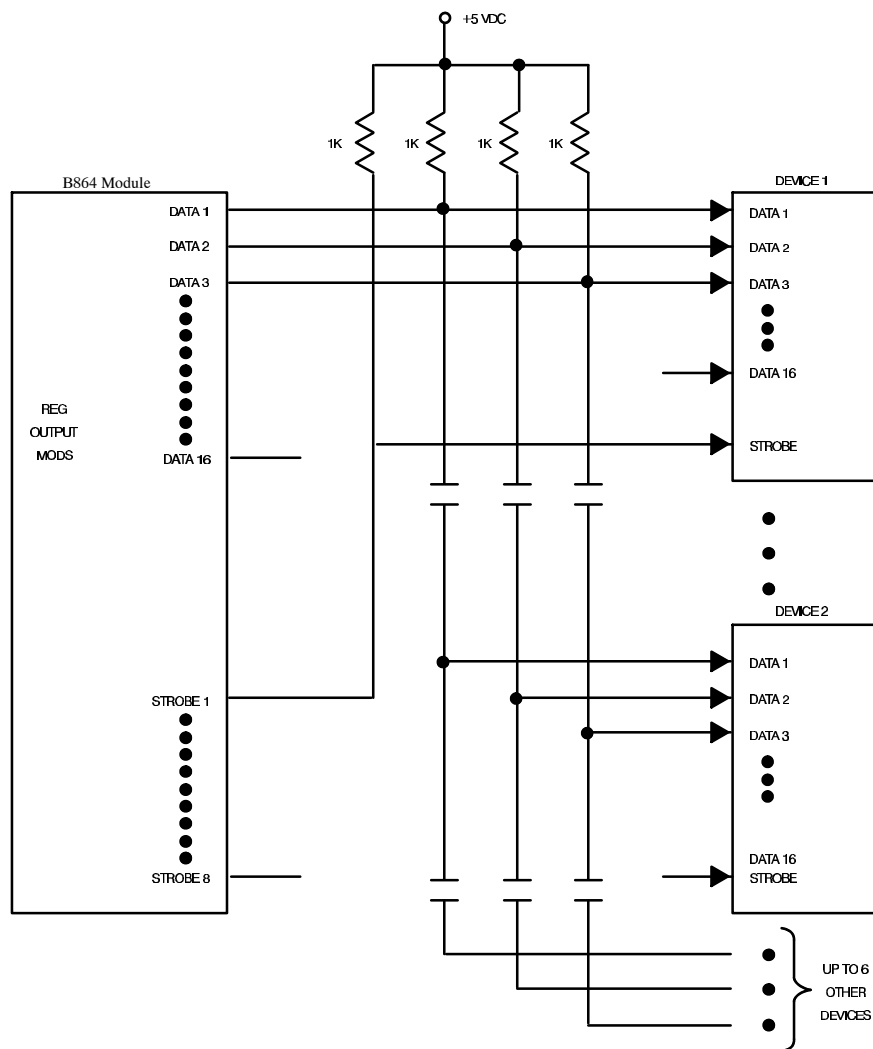 +5 VDC
1K
1K
1K
1K
B864 Module
DATA 1
DATA 2
DATA 3
REG
OUTPUT
MODS
DATA 16
STROBE 1
STROBE 8
DEVICE 1
DATA 1
DATA 2
DATA 3
DATA 16
STROBE
DEVICE 2
DATA 1
DATA 2
DATA 3
DATA 16
STROBE
UP TO 6
OTHER
DEVICES